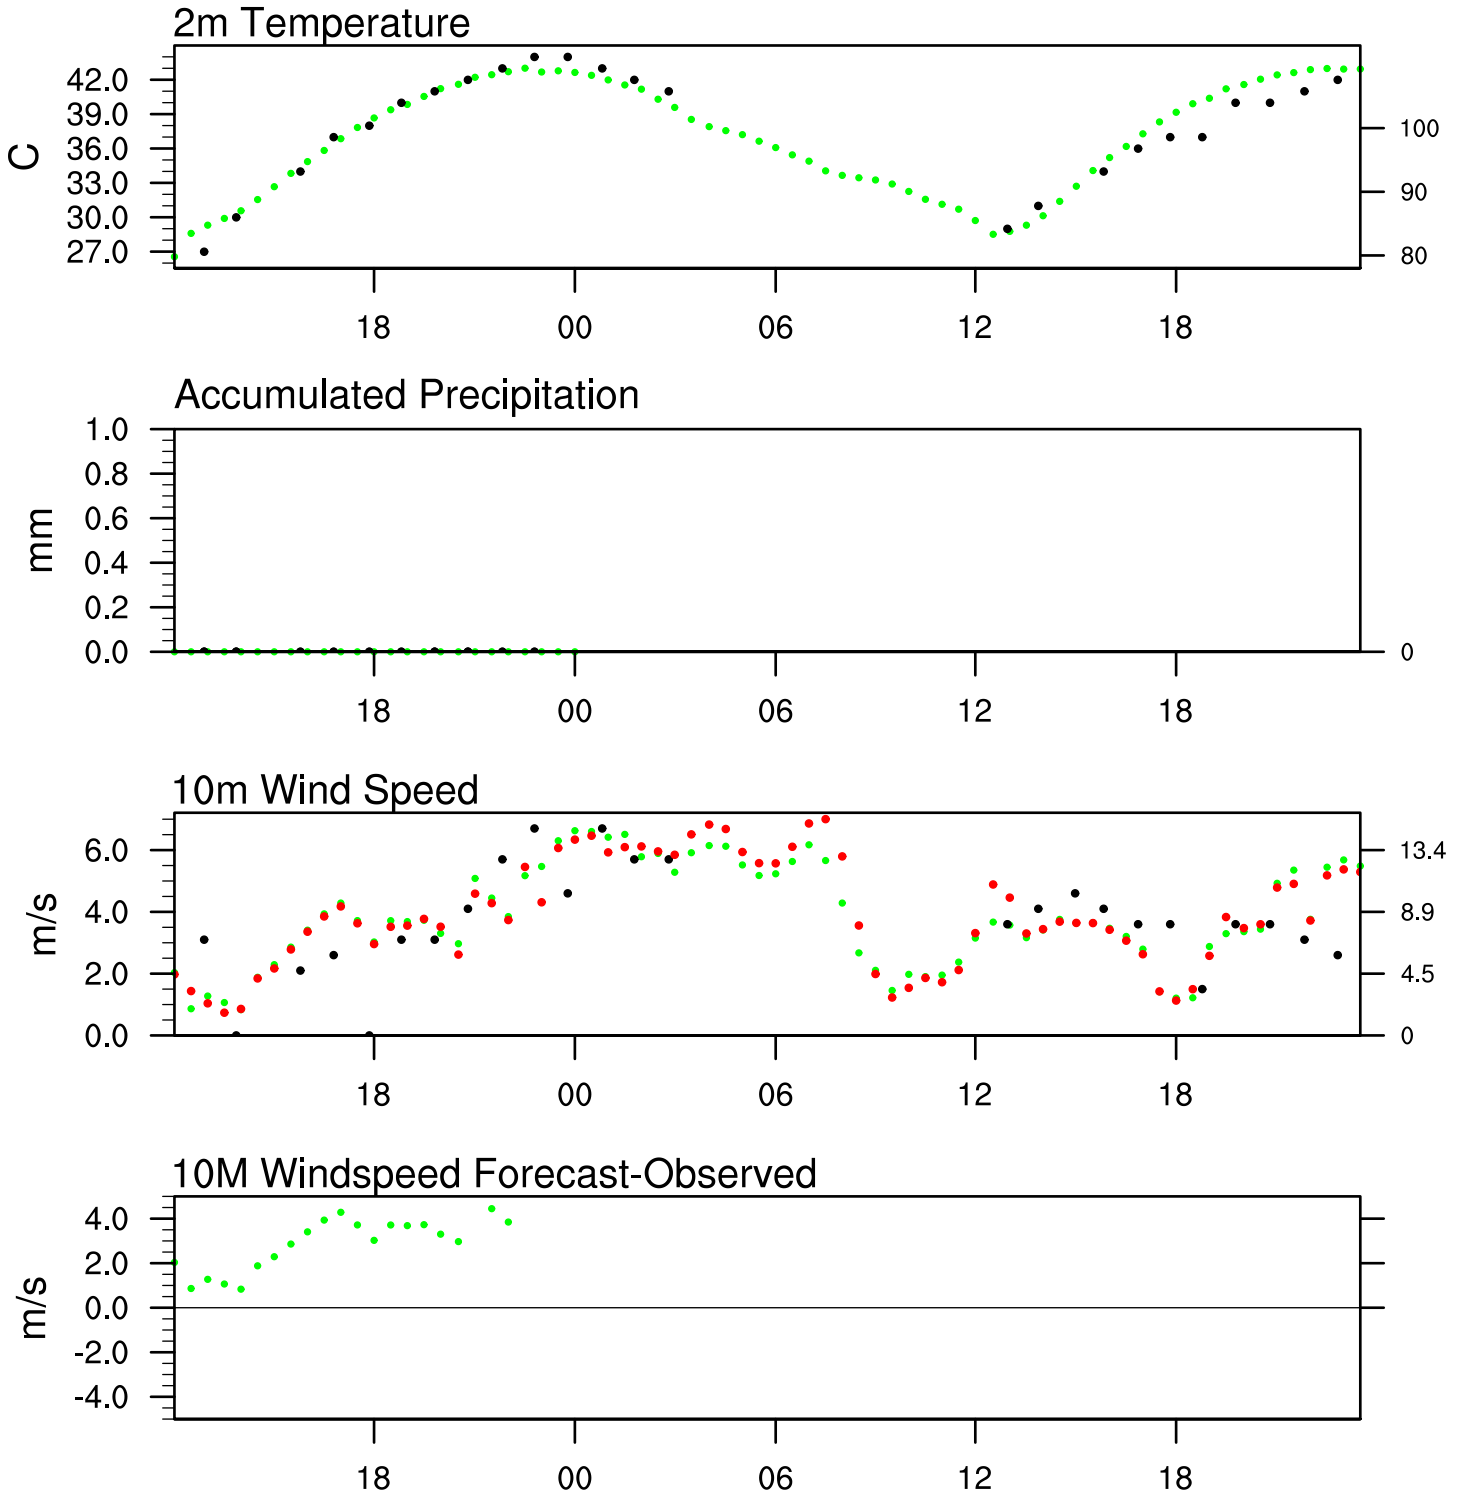 2m Temperature
42.0
39.0
36.0
33.0
30.0
27.0
C
100
90
80
18 00 06 12 18
Accumulated Precipitation
1.0
0.8
0.6
0.4
0.2
0.0
mm
0
18 00 06 12 18
10m Wind Speed
6.0
4.0
2.0
0.0
m/s
13.4
8.9
4.5
0
18 00 06 12 18
10M Windspeed Forecast-Observed
4.0
2.0
0.0
-2.0
-4.0
m/s
18 00 06 12 18